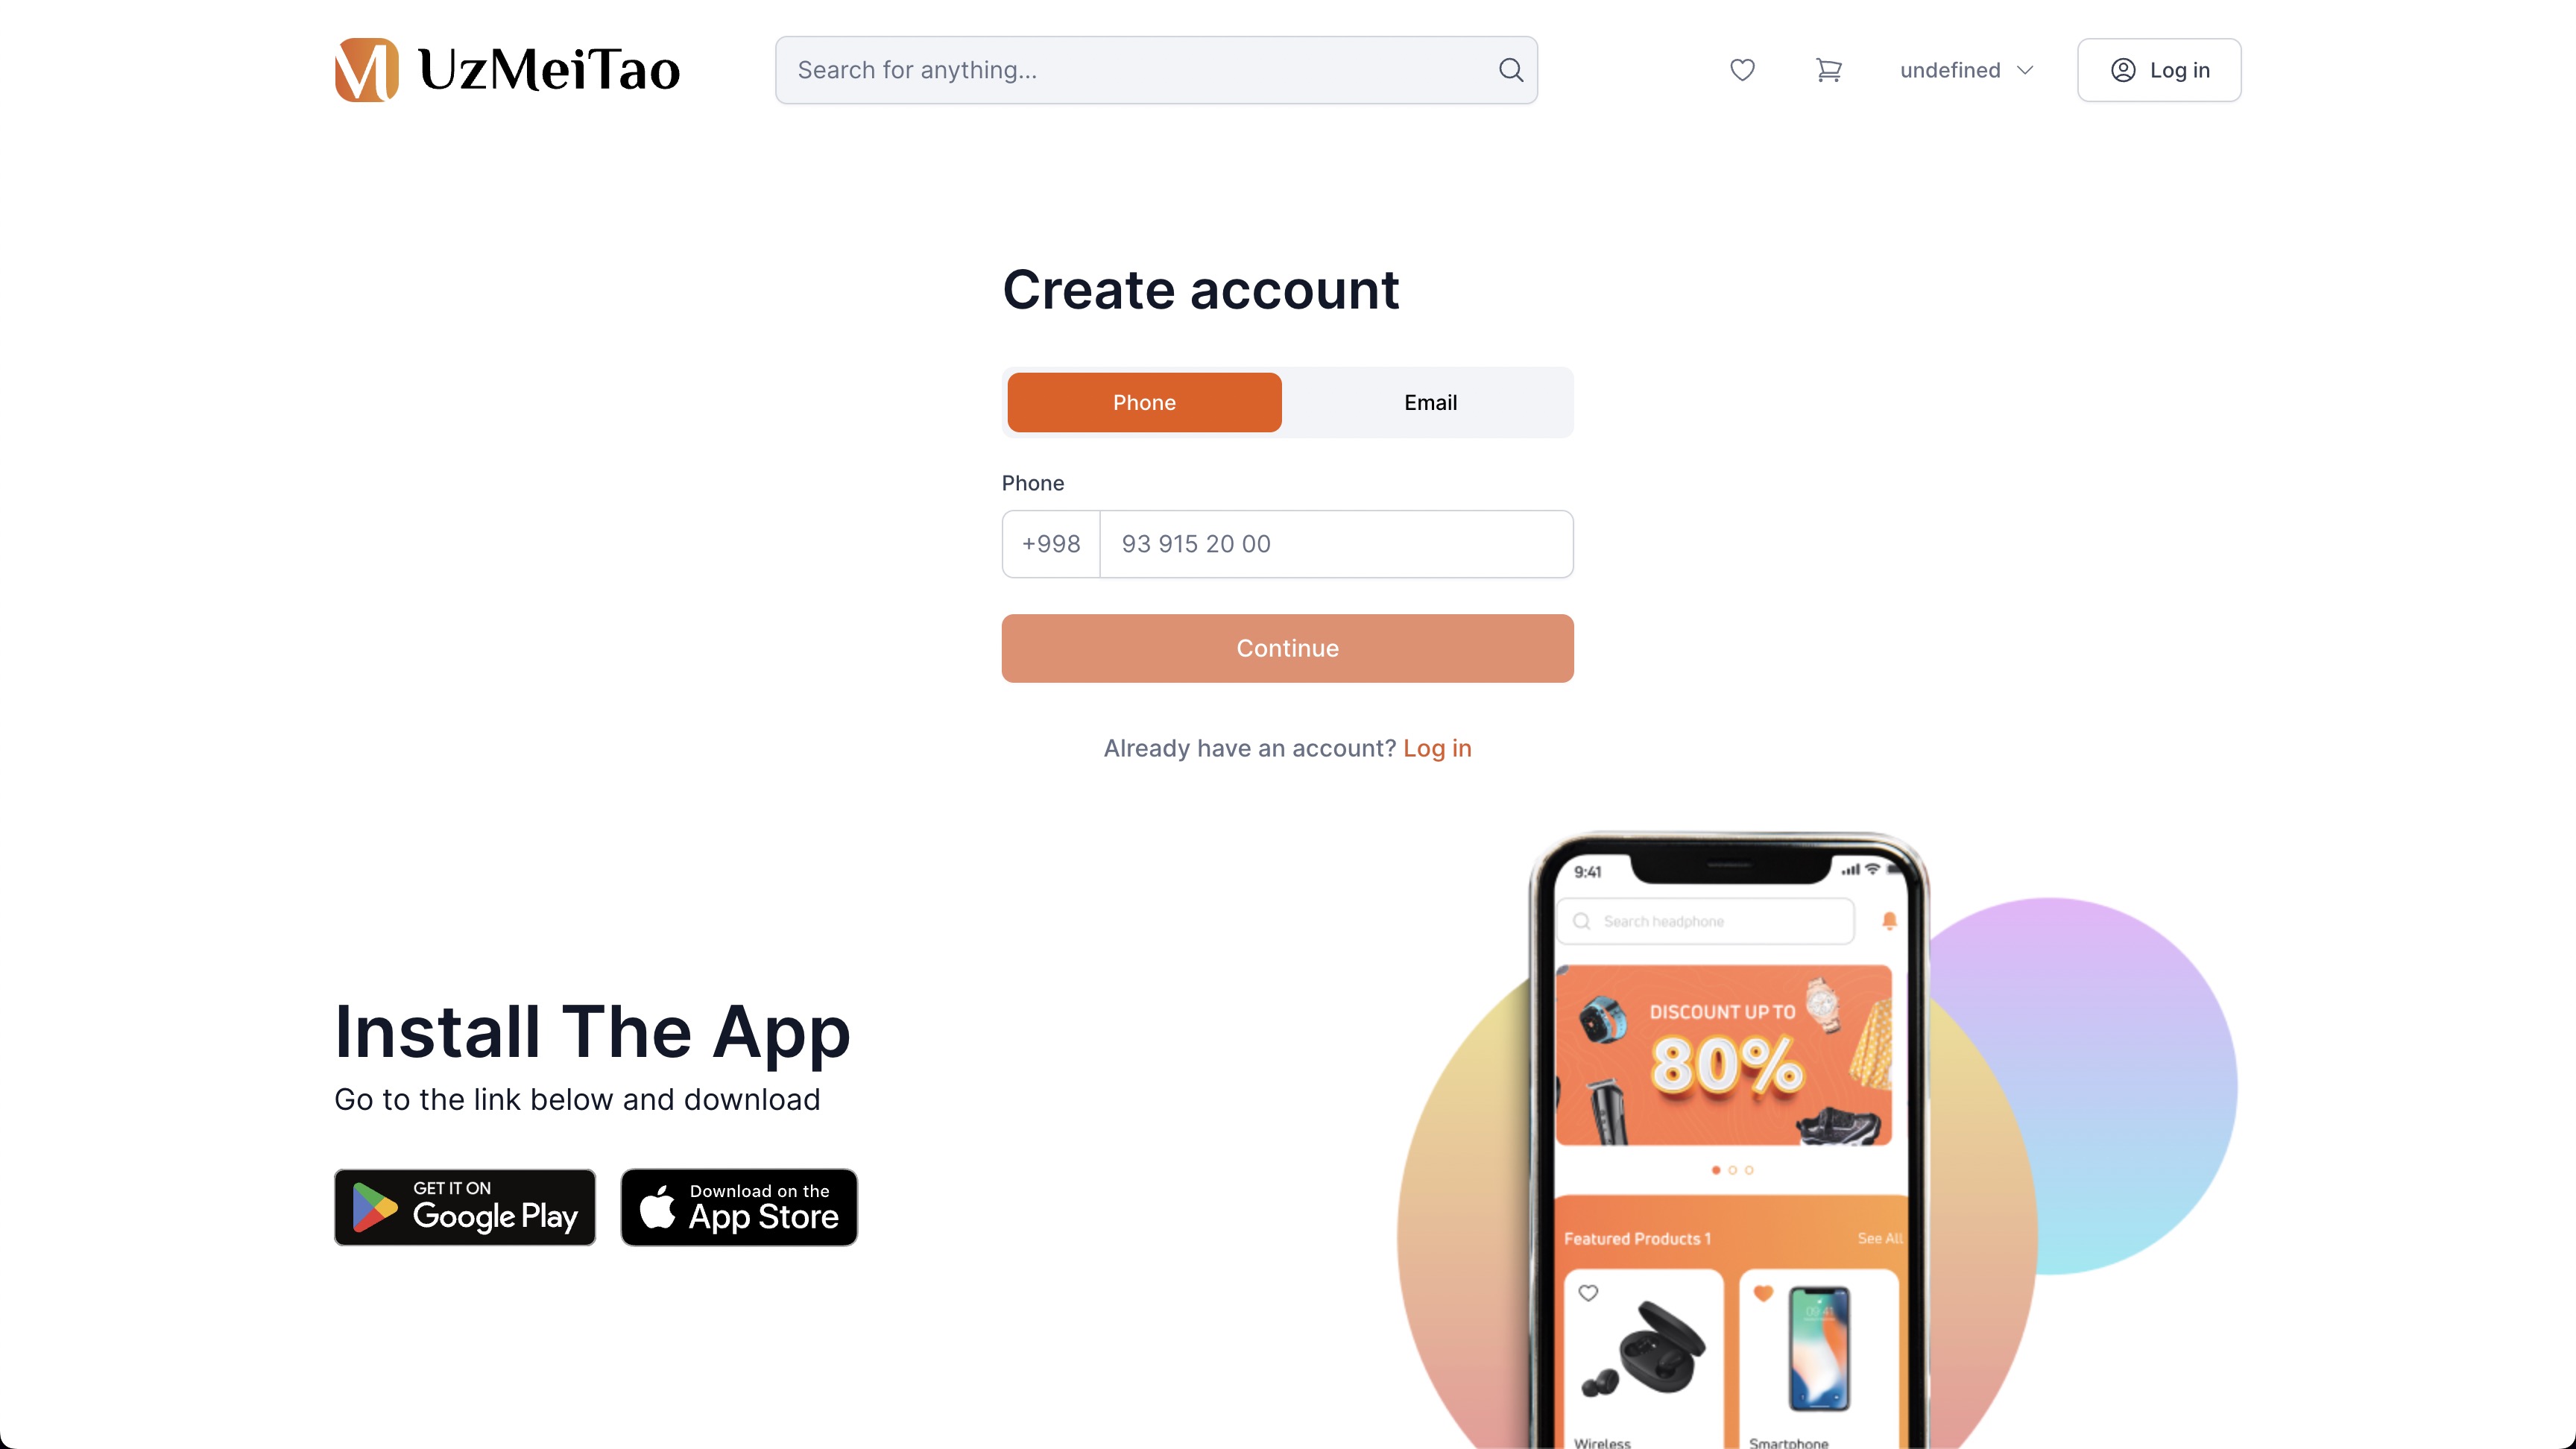 UzMeiTao
Search for anything...
undefined
Log in
Create account
Phone
Email
Phone
+998
93 915 20 00
Continue
Already have an account? Log in
Install The App
Go to the link below and download
GET IT ON
Google Play
Download on the
App Store
9:41
Search headphone
DISCOUNT UP TO
80%
Featured Products 1
See All
09:41
Wireless
Smartphone